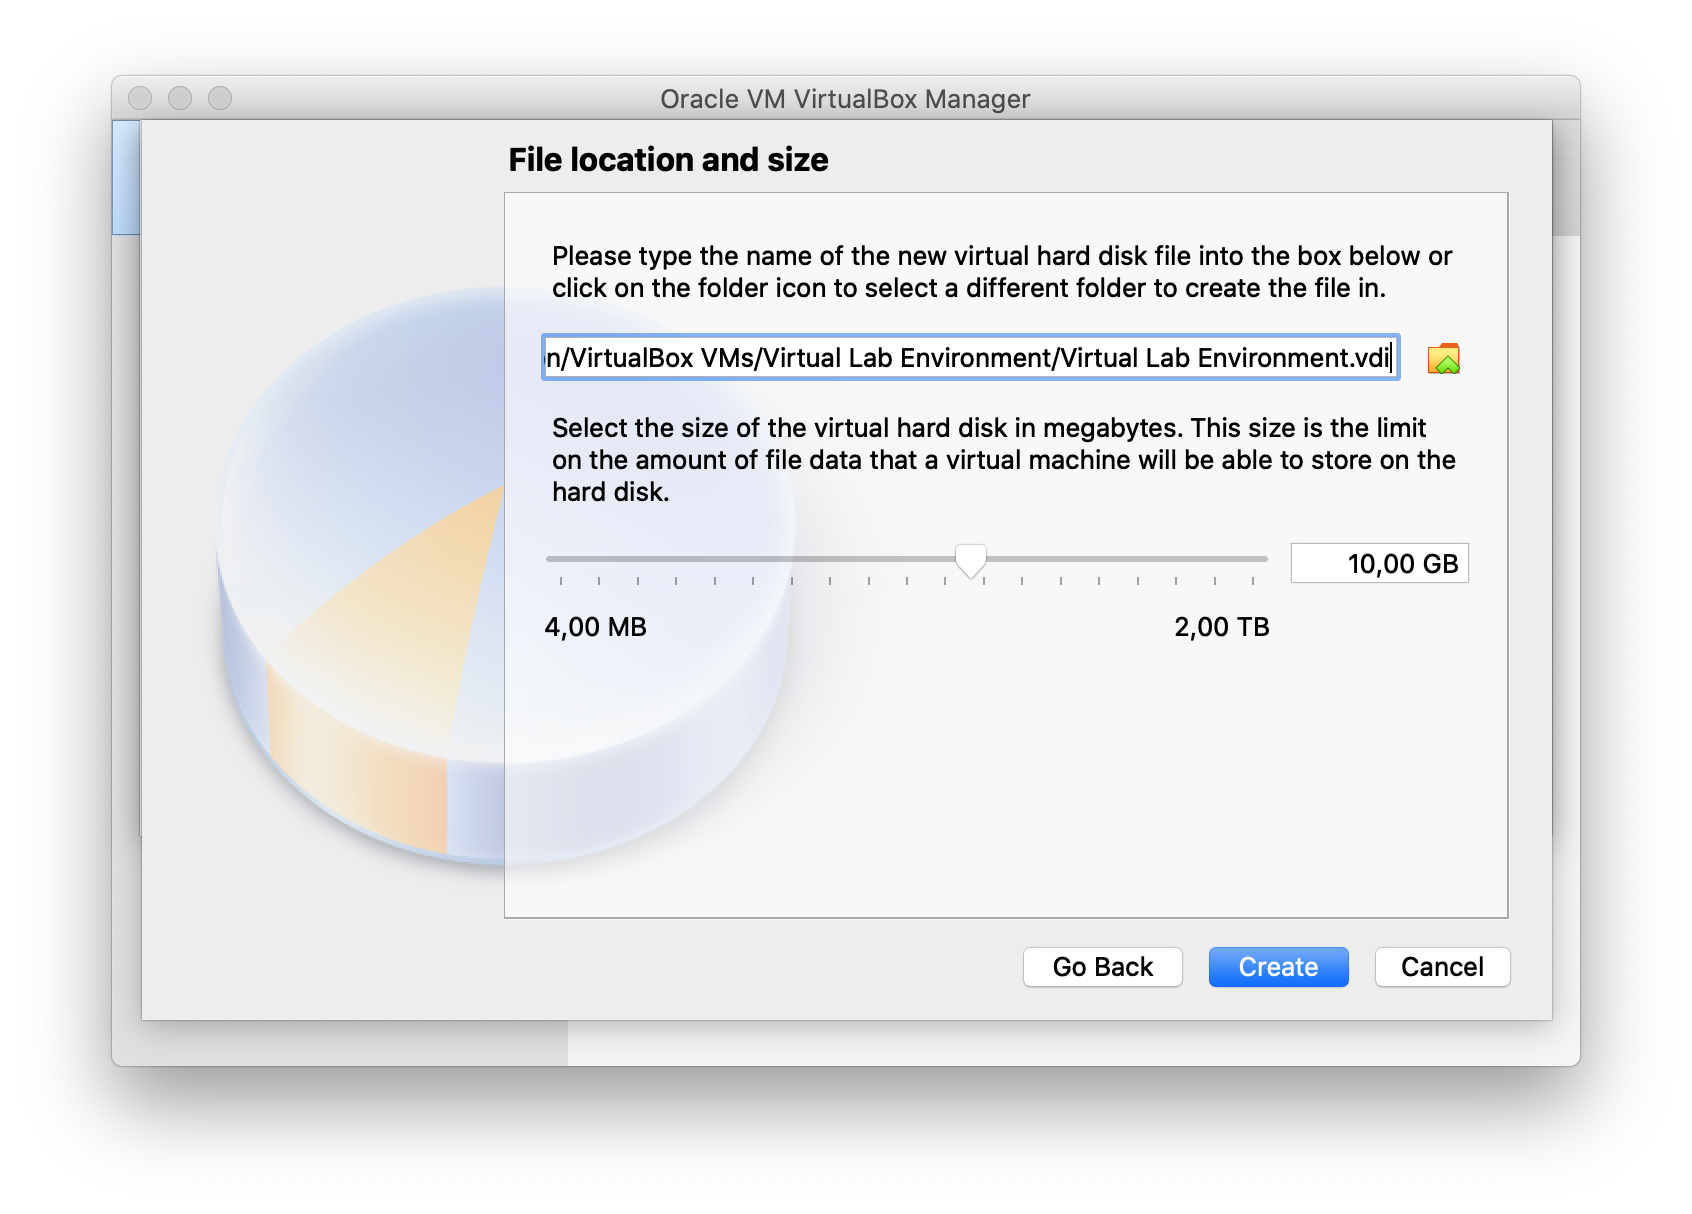 Oracle VM VirtualBox Manager
File location and size
Please type the name of the new virtual hard disk file into the box below or
click on the folder icon to select a different folder to create the file in.
n/VirtualBox VMs/Virtual Lab Environment/Virtual Lab Environment.vdi
Select the size of the virtual hard disk in megabytes. This size is the limit
on the amount of file data that a virtual machine will be able to store on the
hard disk.
10,00 GB
4,00 MB
2,00 TB
Go Back
Create
Cancel